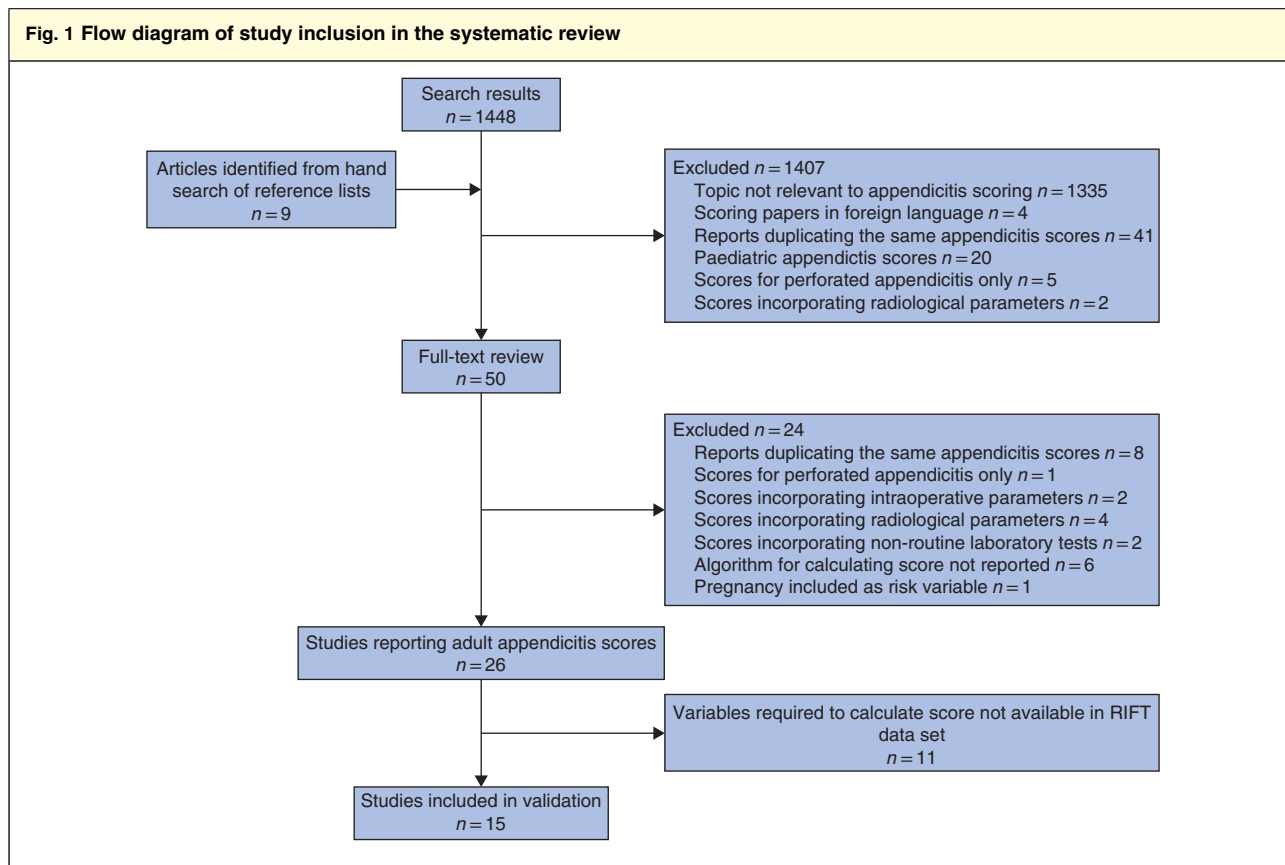 Fig. 1 Flow diagram of study inclusion in the systematic review
Search results
n = 1448
Articles identified from hand
search of reference lists
n = 9
Excluded n = 1407
Topic not relevant to appendicitis scoring n = 1335
Scoring papers in foreign language n = 4
Reports duplicating the same appendicitis scores n = 41
Paediatric appendictis scores n = 20
Scores for perforated appendicitis only n = 5
Scores incorporating radiological parameters n = 2
Full-text review
n = 50
Excluded n = 24
Reports duplicating the same appendicitis scores n = 8
Scores for perforated appendicitis only n = 1
Scores incorporating intraoperative parameters n = 2
Scores incorporating radiological parameters n = 4
Scores incorporating non-routine laboratory tests n = 2
Algorithm for calculating score not reported n = 6
Pregnancy included as risk variable n = 1
Studies reporting adult appendicitis scores
n = 26
Variables required to calculate score not available in RIFT
data set
n = 11
Studies included in validation
n = 15